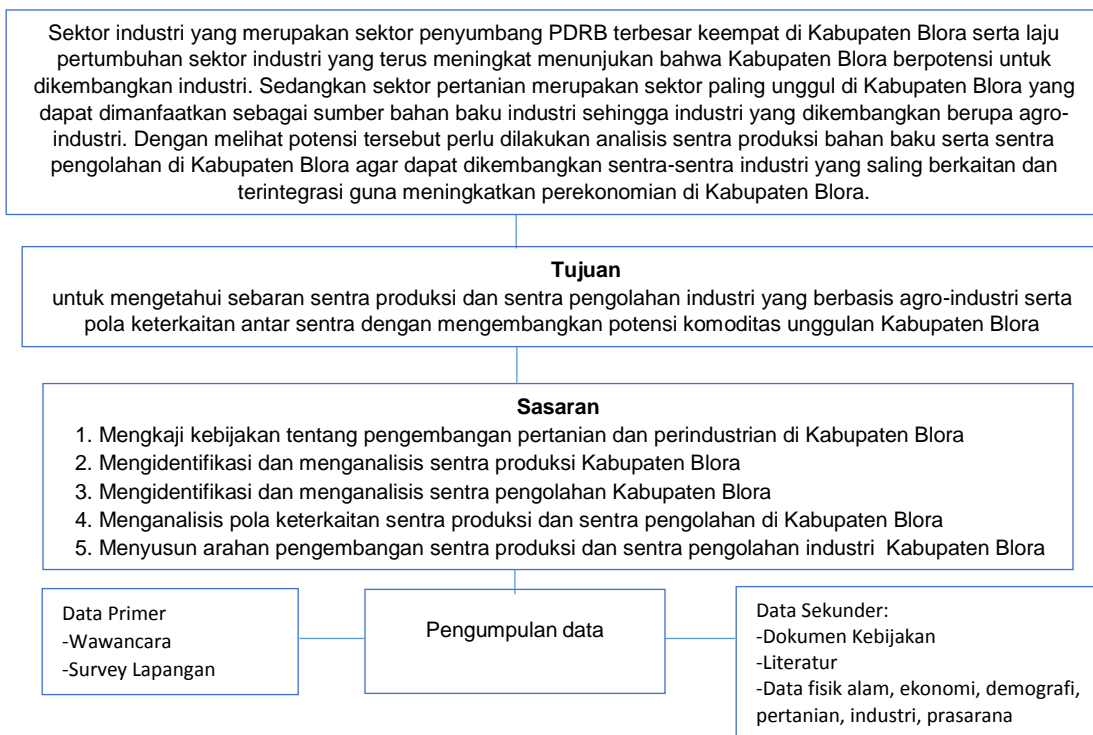 Sektor industri yang merupakan sektor penyumbang PDRB terbesar keempat di Kabupaten Blora serta laju
pertumbuhan sektor industri yang terus meningkat menunjukan bahwa Kabupaten Blora berpotensi untuk
dikembangkan industri. Sedangkan sektor pertanian merupakan sektor paling unggul di Kabupaten Blora yang
dapat dimanfaatkan sebagai sumber bahan baku industri sehingga industri yang dikembangkan berupa agro-
industri. Dengan melihat potensi tersebut perlu dilakukan analisis sentra produksi bahan baku serta sentra
pengolahan di Kabupaten Blora agar dapat dikembangkan sentra-sentra industri yang saling berkaitan dan
terintegrasi guna meningkatkan perekonomian di Kabupaten Blora.
Tujuan
untuk mengetahui sebaran sentra produksi dan sentra pengolahan industri yang berbasis agro-industri serta
pola keterkaitan antar sentra dengan mengembangkan potensi komoditas unggulan Kabupaten Blora
Sasaran
1. Mengkaji kebijakan tentang pengembangan pertanian dan perindustrian di Kabupaten Blora
2. Mengidentifikasi dan menganalisis sentra produksi Kabupaten Blora
3. Mengidentifikasi dan menganalisis sentra pengolahan Kabupaten Blora
4. Menganalisis pola keterkaitan sentra produksi dan sentra pengolahan di Kabupaten Blora
5. Menyusun arahan pengembangan sentra produksi dan sentra pengolahan industri Kabupaten Blora
Data Primer
-Wawancara
-Survey Lapangan
Pengumpulan data
Data Sekunder:
-Dokumen Kebijakan
-Literatur
-Data fisik alam, ekonomi, demografi,
pertanian, industri, prasarana